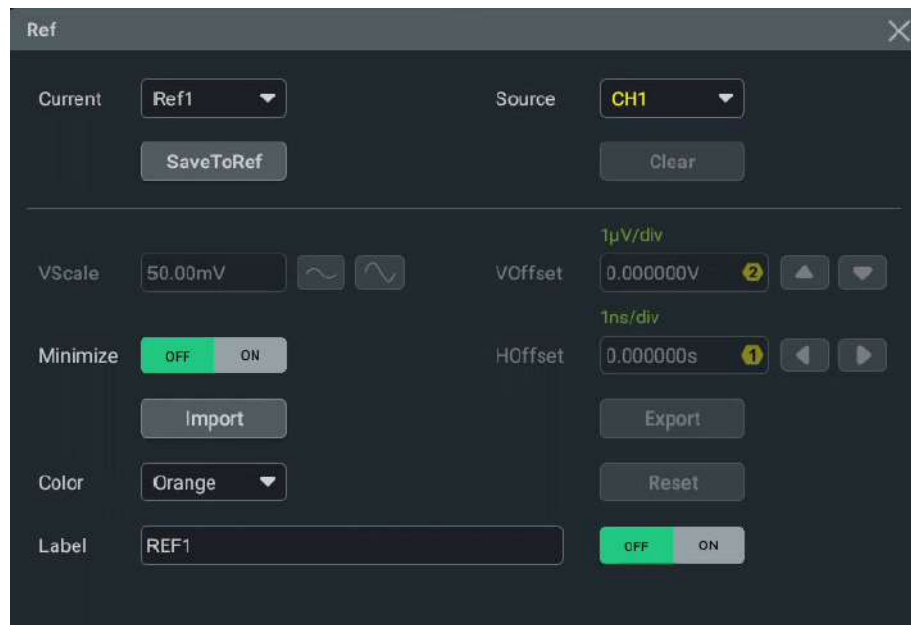 Ref
Current Ref1 Source CH1
SaveToRef Clear
1μV/div
VScale 50.00mV VOffset 0.000000V 2
1ns/div
Minimize OFF ON HOffset 0.000000s 1
Import Export
Color Orange Reset
Label REF1 OFF ON